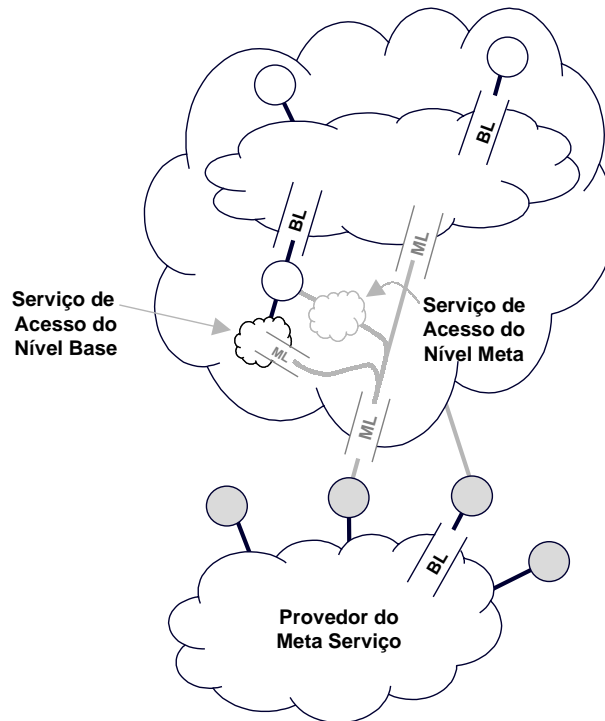 BL
BL
ML
Serviço de
Acesso do
Nível Base
Serviço de
Acesso do
Nível Meta
ML
ML
BL
Provedor do
Meta Serviço